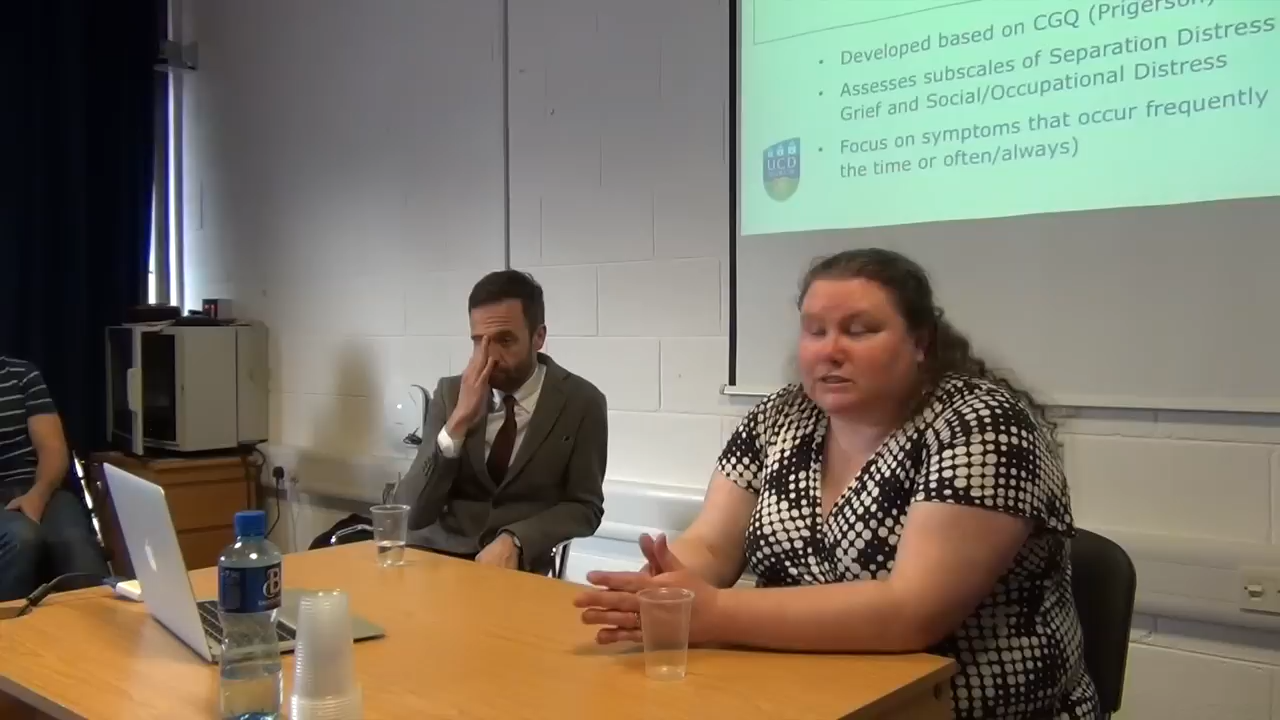 Developed based on CGQ (Prigerson)
Assesses subscales of Separation Distress
Grief and Social/Occupational Distress
Focus on symptoms that occur frequently
the time or often/always)
UCD
B